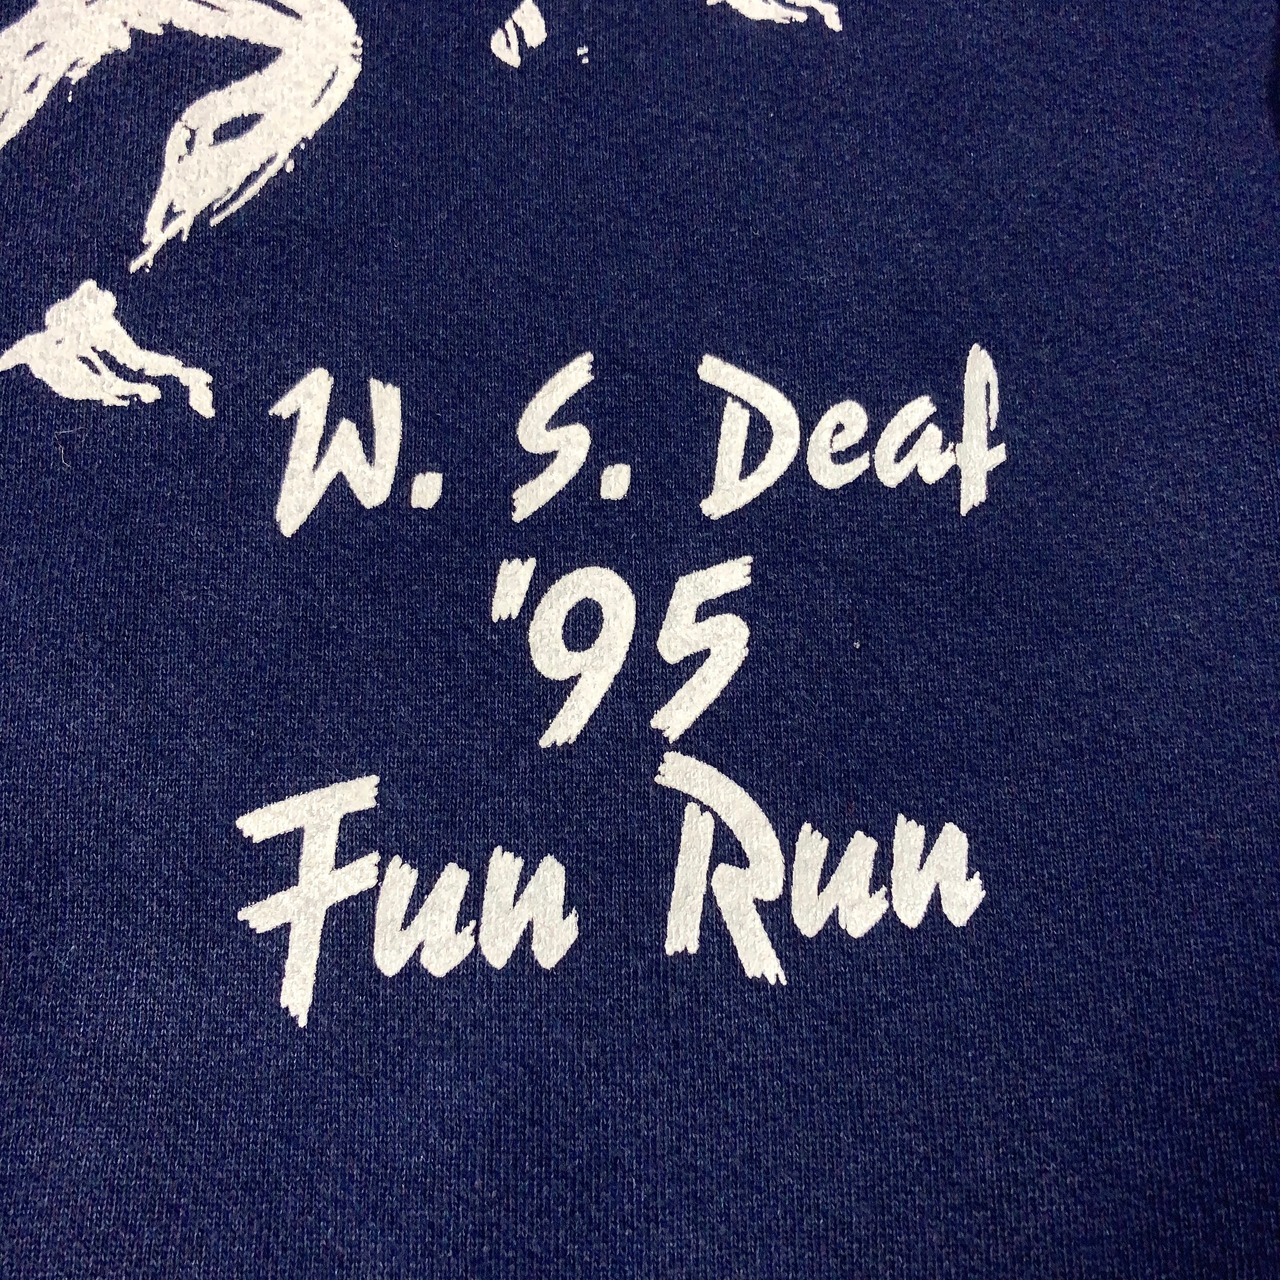 W. S. Deaf
"95
Fun Run